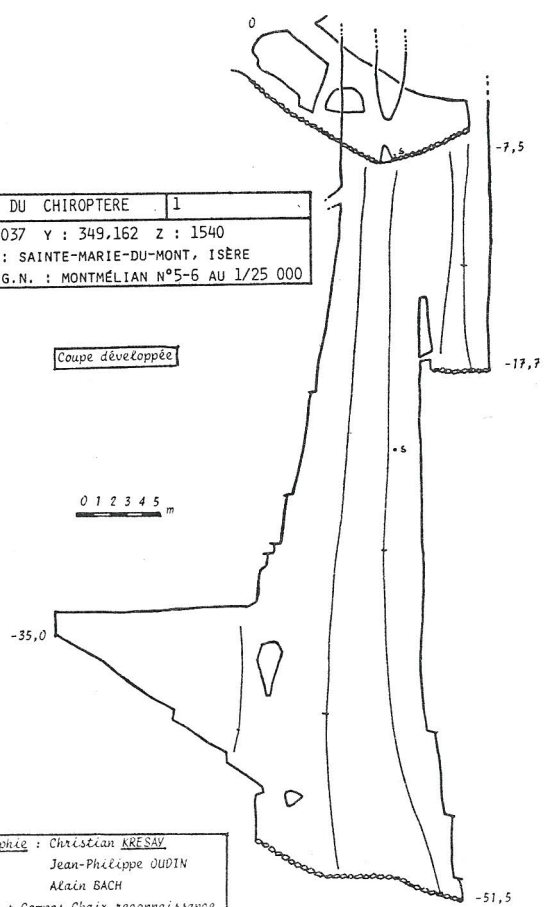 0
-7,5
S
DU CHIROPTERE 1
037 Y : 349,162 Z : 1540
: SAINTE-MARIE-DU-MONT, ISÈRE
G.N. : MONTMÉLIAN N°5-6 AU 1/25 000
Coupe développée
-17,7
S
0 1 2 3 4 5 m
-35,0
phie : Christian KRESAY
Jean-Philippe OUDIN
Alain BACH
-51,5